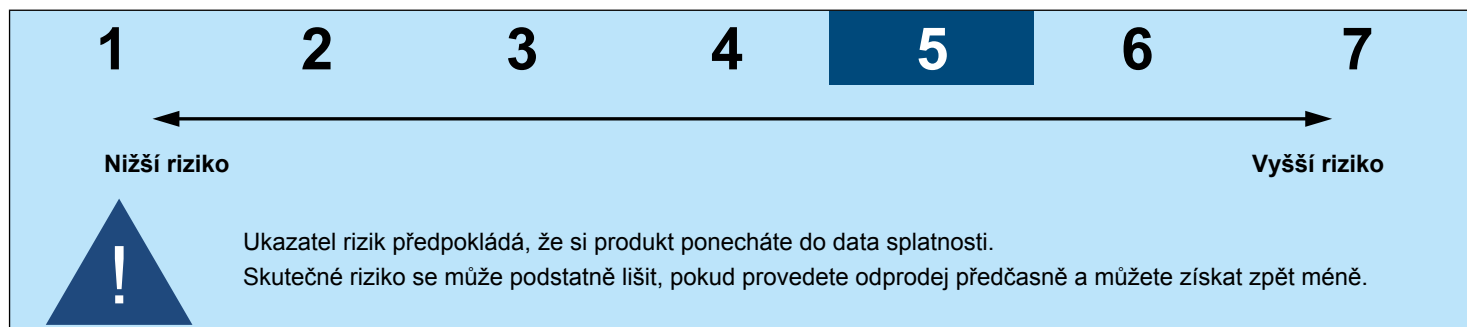 1 2 3 4 5 6 7
Nižší riziko Vyšší riziko
!
Ukazatel rizik předpokládá, že si produkt ponecháte do data splatnosti.
Skutečné riziko se může podstatně lišit, pokud provedete odprodej předčasně a můžete získat zpět méně.